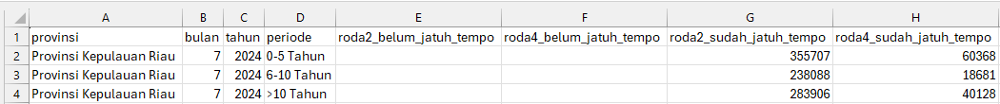 A B C D E F G H
1 provinsi bulan tahun periode roda2_belum_jatuh_tempo roda4_belum_jatuh_tempo roda2_sudah_jatuh_tempo roda4_sudah_jatuh_tempo
2 Provinsi Kepulauan Riau 7 2024 0-5 Tahun 355707 60368
3 Provinsi Kepulauan Riau 7 2024 6-10 Tahun 238088 18681
4 Provinsi Kepulauan Riau 7 2024 >10 Tahun 283906 40128